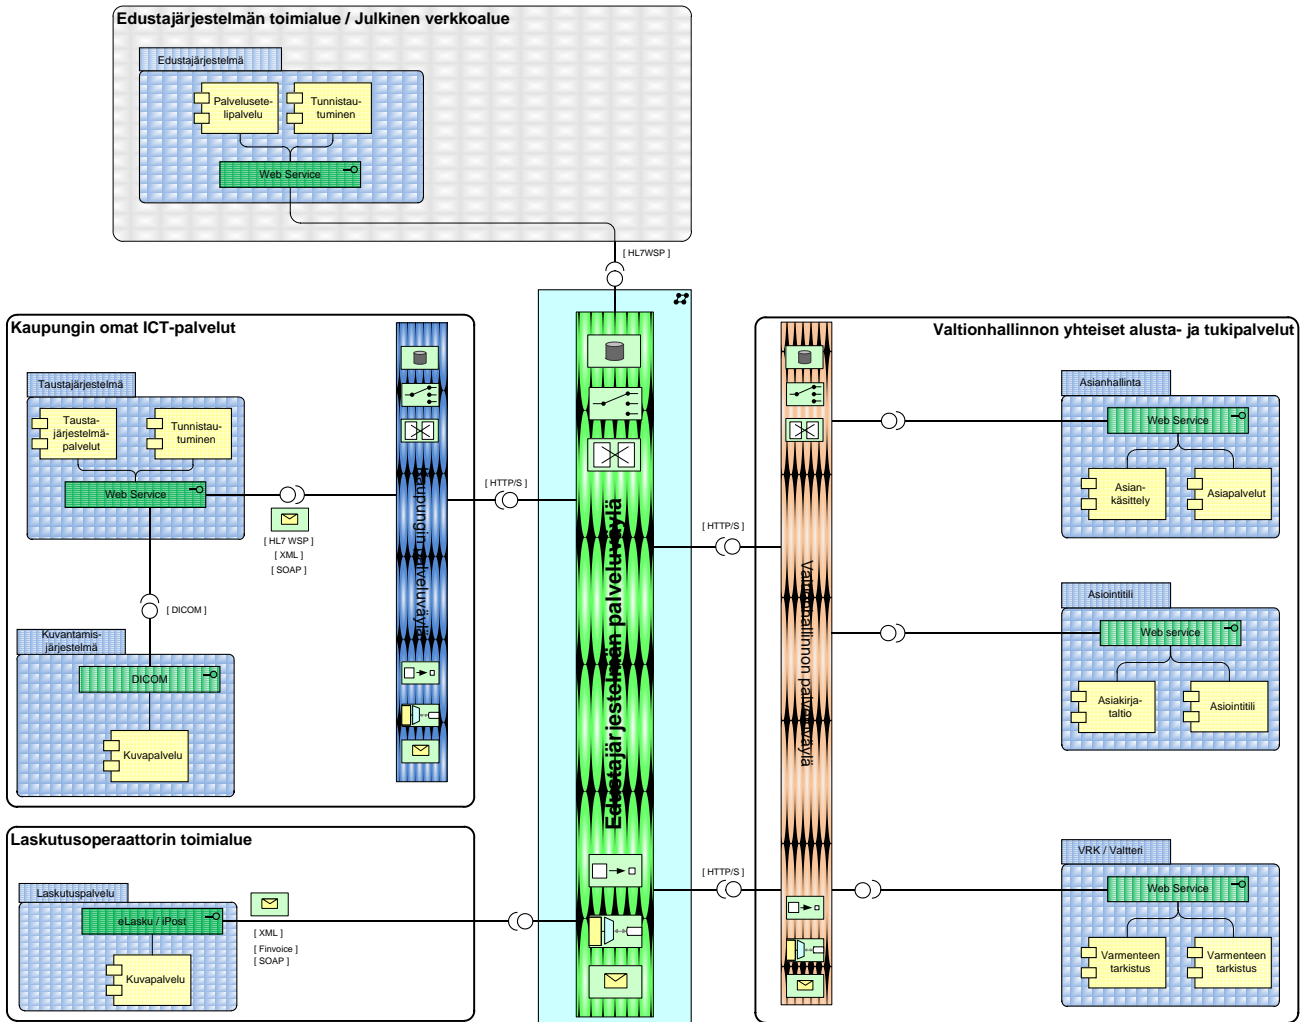 Edustajärjestelmän toimialue / Julkinen verkkoalue
Edustajärjestelmä
Palvelusete-
lipalvelu
Tunnistau-
tuminen
Web Service
[ HL7WSP ]
Kaupungin omat ICT-palvelut
Taustajärjestelmä
Tausta-
järjestelmä-
palvelut
Tunnistau-
tuminen
Web Service
[ HL7 WSP ]
[ XML ]
[ SOAP ]
[ DICOM ]
Kuvantamis-
järjestelmä
DICOM
Kuvapalvelu
Kaupungin palveluväylä
[ HTTP/S ]
Edustajärjestelmän palveluväylä
[ HTTP/S ]
[ HTTP/S ]
Valtionhallinnon yhteiset alusta- ja tukipalvelut
Valtionhallinnon palveluväylä
Asianhallinta
Web Service
Asian-
käsittely
Asiapalvelut
Asiointitili
Web service
Asiakirja-
taltio
Asiointitili
VRK / Valtteri
Web Service
Varmenteen
tarkistus
Varmenteen
tarkistus
Laskutusoperaattorin toimialue
Laskutuspalvelu
eLasku / iPost
Kuvapalvelu
[ XML ]
[ Finvoice ]
[ SOAP ]